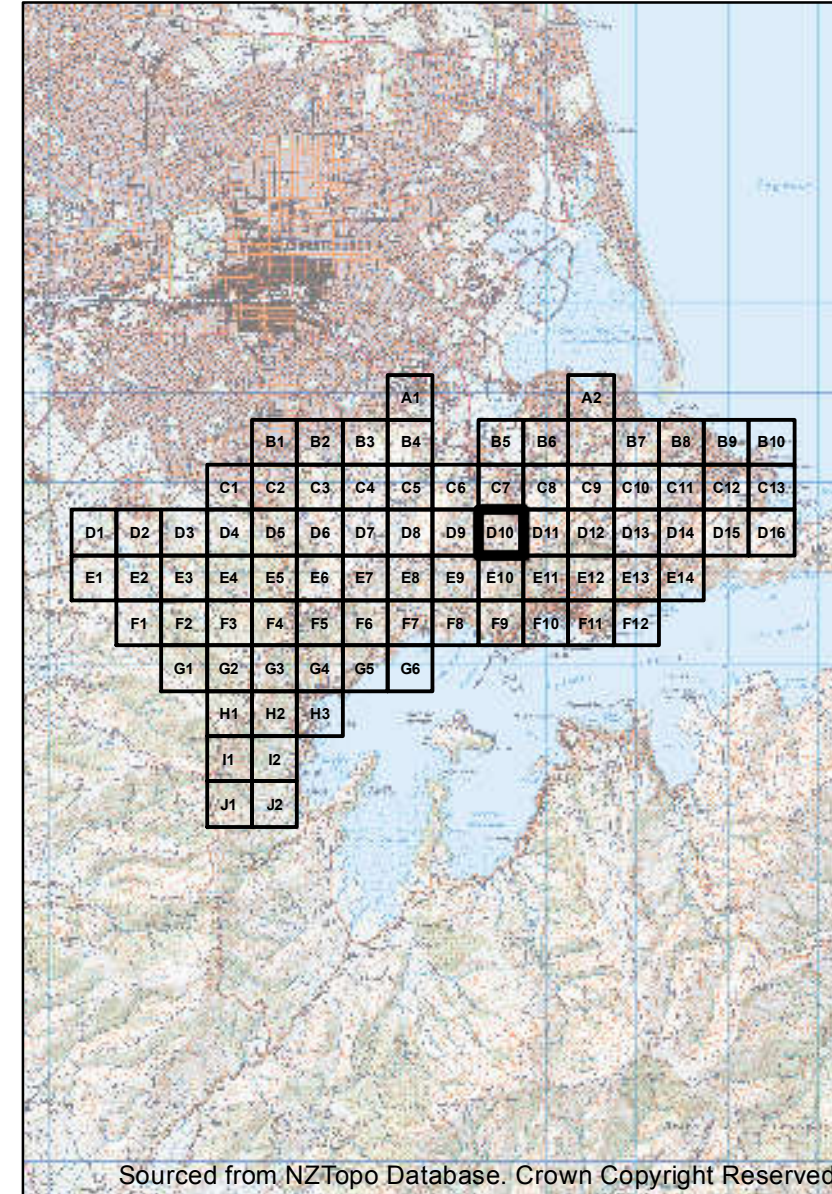 A1 A2
B1 B2 B3 B4 B5 B6 B7 B8 B9 B10
C1 C2 C3 C4 C5 C6 C7 C8 C9 C10 C11 C12 C13
D1 D2 D3 D4 D5 D6 D7 D8 D9 D10 D11 D12 D13 D14 D15 D16
E1 E2 E3 E4 E5 E6 E7 E8 E9 E10 E11 E12 E13 E14
F1 F2 F3 F4 F5 F6 F7 F8 F9 F10 F11 F12
G1 G2 G3 G4 G5 G6
H1 H2 H3
I1 I2
J1 J2
Sourced from NZTopo Database. Crown Copyright Reserved